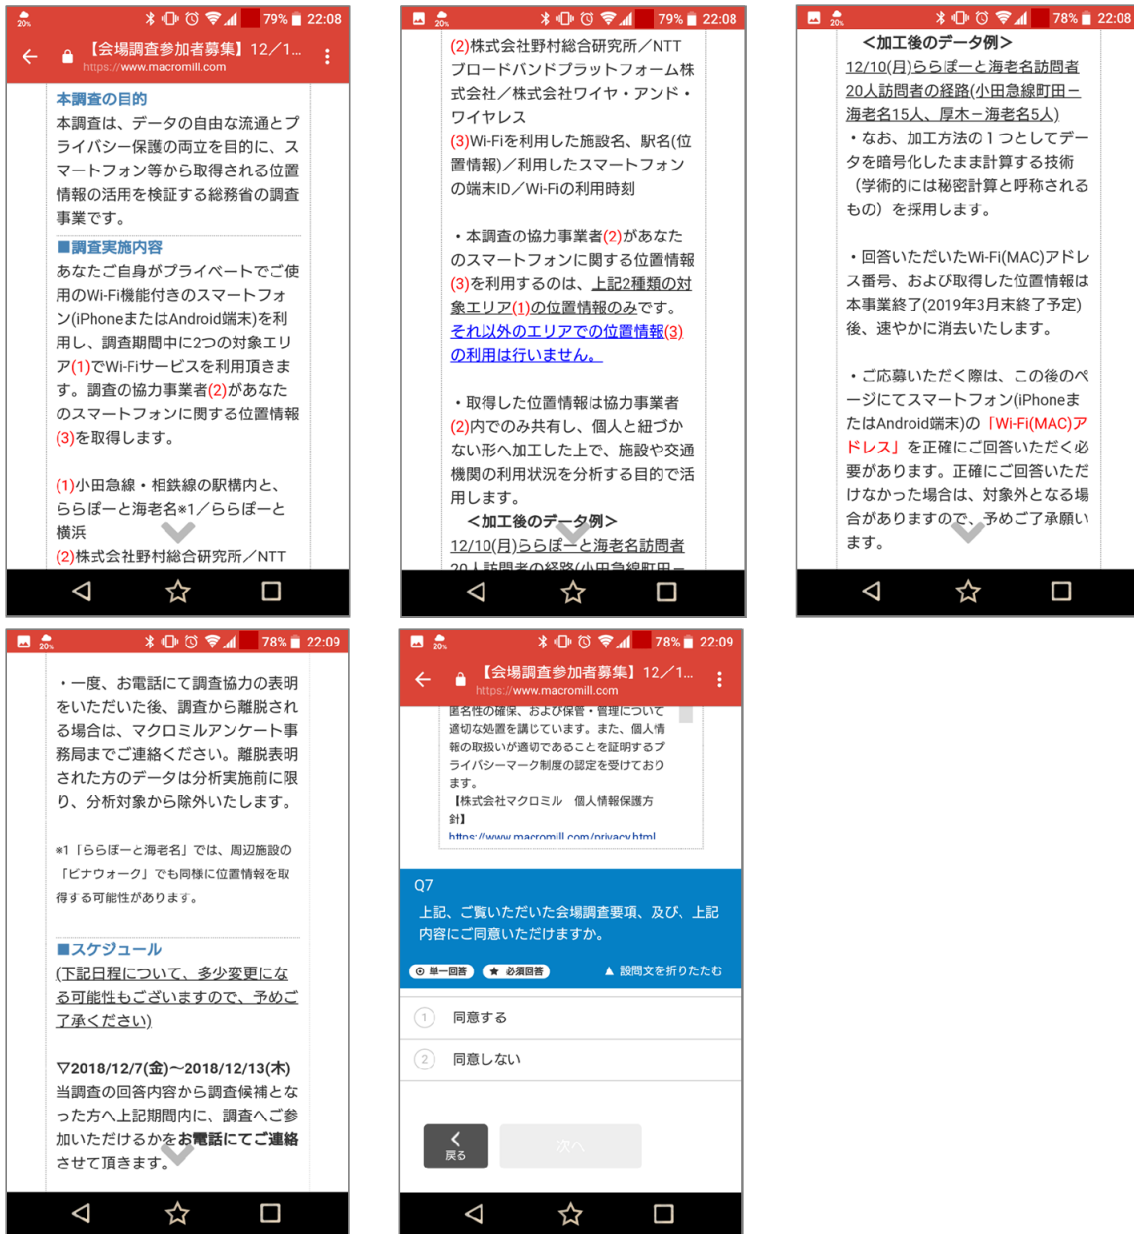 20%
79% 22:08
【会場調査参加者募集】12／1...
https://www.macromill.com
本調査の目的
本調査は、データの自由な流通とプ
ライバシー保護の両立を目的に、ス
マートフォン等から取得される位置
情報の活用を検証する総務省の調査
事業です。
■調査実施内容
あなたご自身がプライベートでご使
用のWi-Fi機能付きのスマートフォ
ン(iPhoneまたはAndroid端末)を利
用し、調査期間中に2つの対象エリ
ア(1)でWi-Fiサービスを利用頂きま
す。調査の協力事業者(2)があなた
のスマートフォンに関する位置情報
(3)を取得します。
(1)小田急線・相鉄線の駅構内と、
ららぽーと海老名※1／ららぽーと
横浜
(2)株式会社野村総合研究所／NTT
20%
79% 22:08
(2)株式会社野村総合研究所／NTT
ブロードバンドプラットフォーム株
式会社／株式会社ワイヤ・アンド・
ワイヤレス
(3)Wi-Fiを利用した施設名、駅名(位
置情報)／利用したスマートフォン
の端末ID／Wi-Fiの利用時刻
・本調査の協力事業者(2)があなた
のスマートフォンに関する位置情報
(3)を利用するのは、上記2種類の対
象エリア(1)の位置情報のみです。
それ以外のエリアでの位置情報(3)
の利用は行いません。
・取得した位置情報は協力事業者
(2)内でのみ共有し、個人と紐づか
ない形へ加工した上で、施設や交通
機関の利用状況を分析する目的で活
用します。
＜加工後のデータ例＞
12/10(月)ららぽーと海老名訪問者
20人訪問者の経路(小田急線町田－
20%
78% 22:08
＜加工後のデータ例＞
12/10(月)ららぽーと海老名訪問者
20人訪問者の経路(小田急線町田－
海老名15人、厚木－海老名5人)
・なお、加工方法の１つとしてデー
タを暗号化したまま計算する技術
（学術的には秘密計算と呼称される
もの）を採用します。
・回答いただいたWi-Fi(MAC)アドレ
ス番号、および取得した位置情報は
本事業終了(2019年3月末終了予定)
後、速やかに消去いたします。
・ご応募いただく際は、この後のペ
ージにてスマートフォン(iPhoneま
たはAndroid端末)の「Wi-Fi(MAC)ア
ドレス」を正確にご回答いただく必
要があります。正確にご回答いただ
けなかった場合は、対象外となる場
合がありますので、予めご了承願い
ます。
20%
78% 22:09
・一度、お電話にて調査協力の表明
をいただいた後、調査から離脱され
る場合は、マクロミルアンケート事
務局までご連絡ください。離脱表明
された方のデータは分析実施前に限
り、分析対象から除外いたします。
※1「ららぽーと海老名」では、周辺施設の
「ビナウォーク」でも同様に位置情報を取
得する可能性があります。
■スケジュール
(下記日程について、多少変更にな
る可能性もございますので、予めご
了承ください)
▽2018/12/7(金)～2018/12/13(木)
当調査の回答内容から調査候補とな
った方へ上記期間内に、調査へご参
加いただけるかをお電話にてご連絡
させて頂きます。
20%
78% 22:09
【会場調査参加者募集】12／1...
https://www.macromill.com
匿名性の確保、および保管・管理について
適切な処置を講じています。また、個人情
報の取扱いが適切であることを証明するプ
ライバシーマーク制度の認定を受けており
ます。
【株式会社マクロミル　個人情報保護方
針】
https://www.macromill.com/privacy.html
Q7
上記、ご覧いただいた会場調査要項、及び、上記
内容にご同意いただけますか。
単一回答 ★ 必須回答 ▲ 設問文を折りたたむ
1 同意する
2 同意しない
戻る
次へ